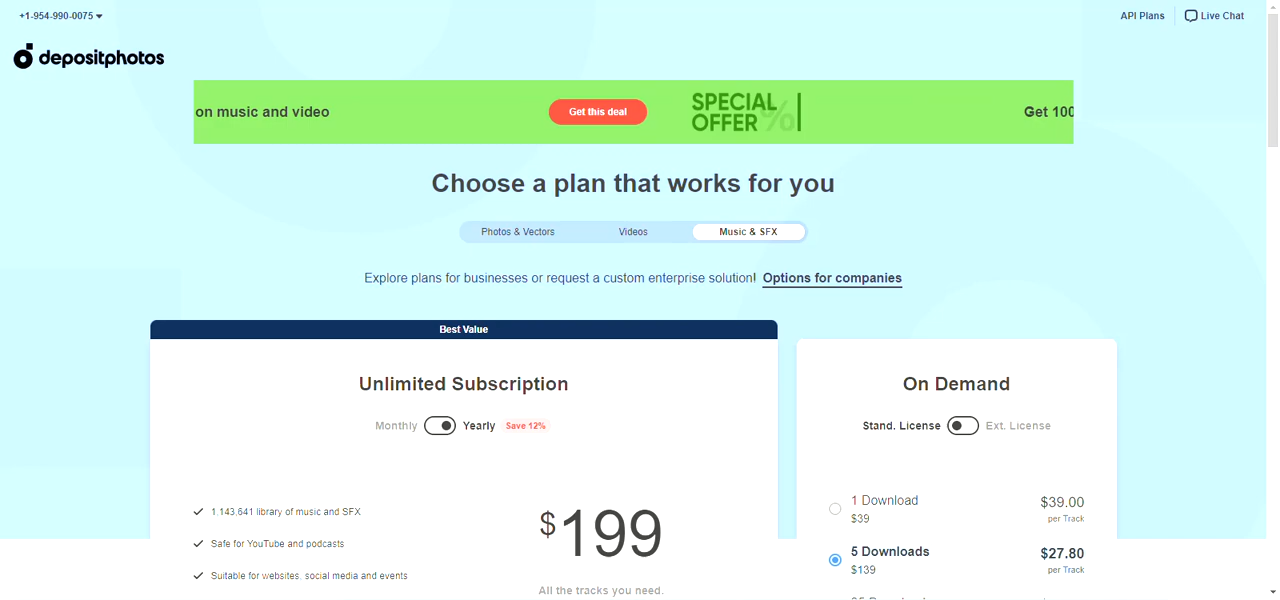 +1-954-990-0075
API Plans
Live Chat
depositphotos
on music and video
Get this deal
SPECIAL
OFFER %
Get 100
Choose a plan that works for you
Photos & Vectors
Videos
Music & SFX
Explore plans for businesses or request a custom enterprise solution! Options for companies
Best Value
Unlimited Subscription
Monthly
Yearly
Save 12%
1,143,641 library of music and SFX
Safe for YouTube and podcasts
Suitable for websites, social media and events
$199
All the tracks you need.
On Demand
Stand. License
Ext. License
1 Download
$39
$39.00
per Track
5 Downloads
$139
$27.80
per Track